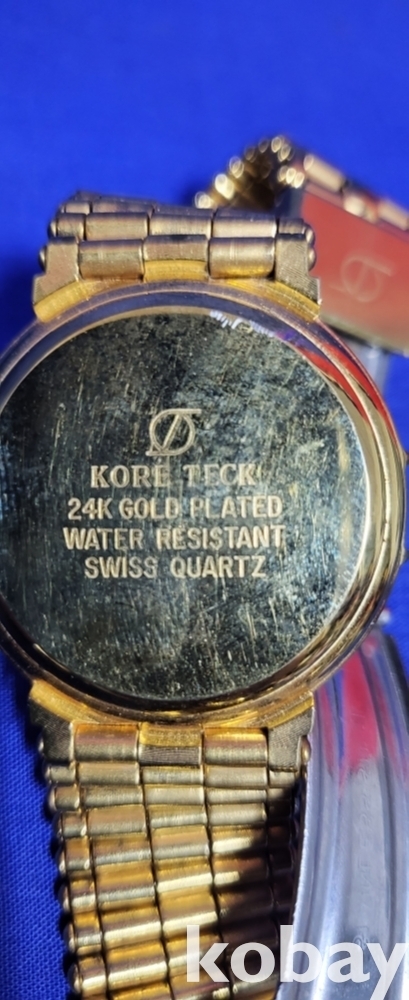 KORE TECK
24K GOLD PLATED
WATER RESISTANT
SWISS QUARTZ
kobay